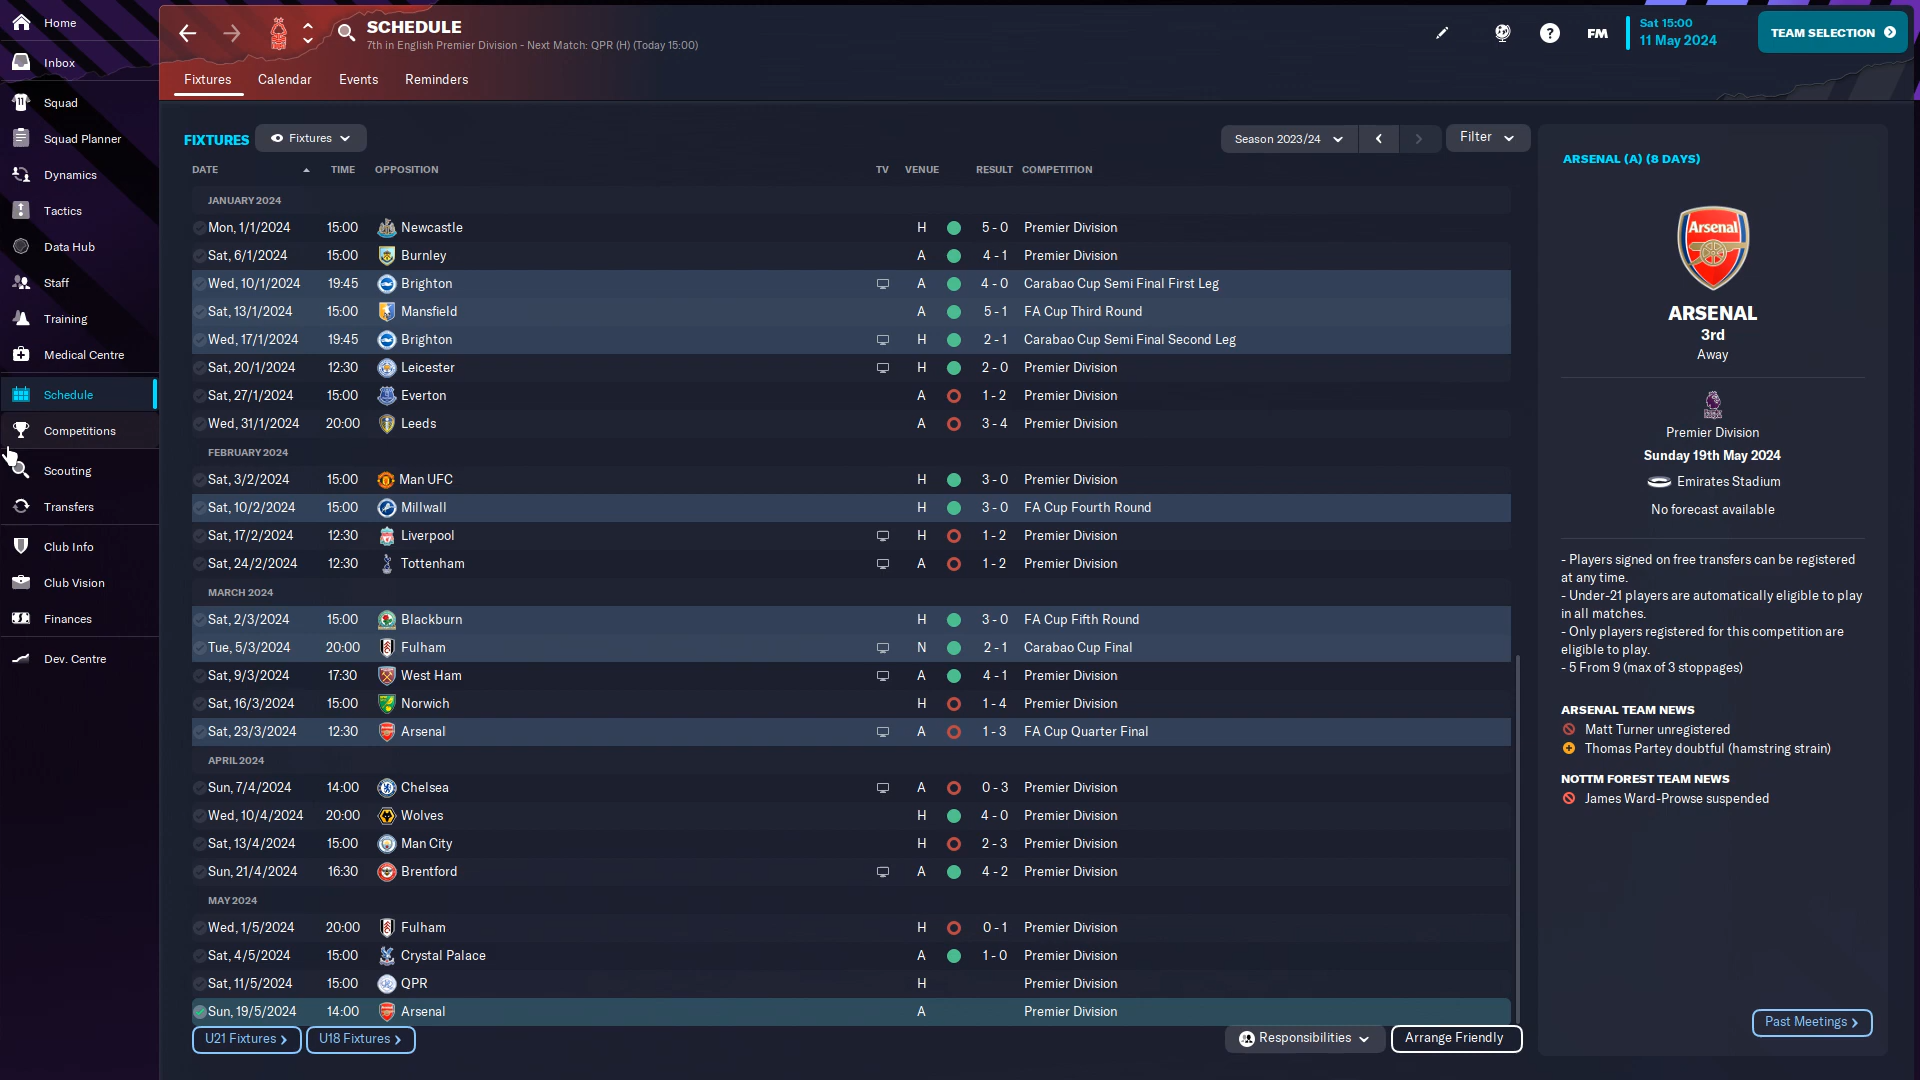 Home
Inbox
Squad
Squad Planner
Dynamics
Tactics
Data Hub
Staff
Training
Medical Centre
Schedule
Competitions
Scouting
Transfers
Club Info
Club Vision
Finances
Dev. Centre
SCHEDULE
7th in English Premier Division - Next Match: QPR (H) (Today 15:00)
FM
Sat 15:00
11 May 2024
TEAM SELECTION
Fixtures Calendar Events Reminders
FIXTURES Fixtures Season 2023/24 Filter
DATE TIME OPPOSITION TV VENUE RESULT COMPETITION
JANUARY 2024
Mon, 1/1/2024 15:00 Newcastle H 5 - 0 Premier Division
Sat, 6/1/2024 15:00 Burnley A 4 - 1 Premier Division
Wed, 10/1/2024 19:45 Brighton A 4 - 0 Carabao Cup Semi Final First Leg
Sat, 13/1/2024 15:00 Mansfield A 5 - 1 FA Cup Third Round
Wed, 17/1/2024 19:45 Brighton H 2 - 1 Carabao Cup Semi Final Second Leg
Sat, 20/1/2024 12:30 Leicester H 2 - 0 Premier Division
Sat, 27/1/2024 15:00 Everton A 1 - 2 Premier Division
Wed, 31/1/2024 20:00 Leeds A 3 - 4 Premier Division
FEBRUARY 2024
Sat, 3/2/2024 15:00 Man UFC H 3 - 0 Premier Division
Sat, 10/2/2024 15:00 Millwall H 3 - 0 FA Cup Fourth Round
Sat, 17/2/2024 12:30 Liverpool H 1 - 2 Premier Division
Sat, 24/2/2024 12:30 Tottenham A 1 - 2 Premier Division
MARCH 2024
Sat, 2/3/2024 15:00 Blackburn H 3 - 0 FA Cup Fifth Round
Tue, 5/3/2024 20:00 Fulham N 2 - 1 Carabao Cup Final
Sat, 9/3/2024 17:30 West Ham A 4 - 1 Premier Division
Sat, 16/3/2024 15:00 Norwich H 1 - 4 Premier Division
Sat, 23/3/2024 12:30 Arsenal A 1 - 3 FA Cup Quarter Final
APRIL 2024
Sun, 7/4/2024 14:00 Chelsea A 0 - 3 Premier Division
Wed, 10/4/2024 20:00 Wolves H 4 - 0 Premier Division
Sat, 13/4/2024 15:00 Man City H 2 - 3 Premier Division
Sun, 21/4/2024 16:30 Brentford A 4 - 2 Premier Division
MAY 2024
Wed, 1/5/2024 20:00 Fulham H 0 - 1 Premier Division
Sat, 4/5/2024 15:00 Crystal Palace A 1 - 0 Premier Division
Sat, 11/5/2024 15:00 QPR H Premier Division
Sun, 19/5/2024 14:00 Arsenal A Premier Division
U21 Fixtures U18 Fixtures Responsibilities Arrange Friendly
ARSENAL (A) (8 DAYS)
Arsenal
ARSENAL
3rd
Away
Premier Division
Sunday 19th May 2024
Emirates Stadium
No forecast available
- Players signed on free transfers can be registered
at any time.
- Under-21 players are automatically eligible to play
in all matches.
- Only players registered for this competition are
eligible to play.
- 5 From 9 (max of 3 stoppages)
ARSENAL TEAM NEWS
Matt Turner unregistered
Thomas Partey doubtful (hamstring strain)
NOTTM FOREST TEAM NEWS
James Ward-Prowse suspended
Past Meetings